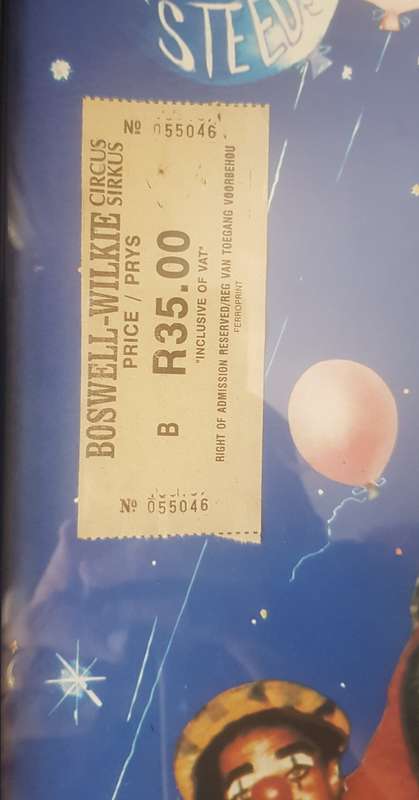 STEEDS
Nº 055046
BOSWELL-WILKIE CIRCUS
SIRKUS
PRICE / PRYS
B R35.00
"INCLUSIVE OF VAT"
RIGHT OF ADMISSION RESERVED/REG VAN TOEGANG VOORBEHOU
FERROPRINT
Nº 055046